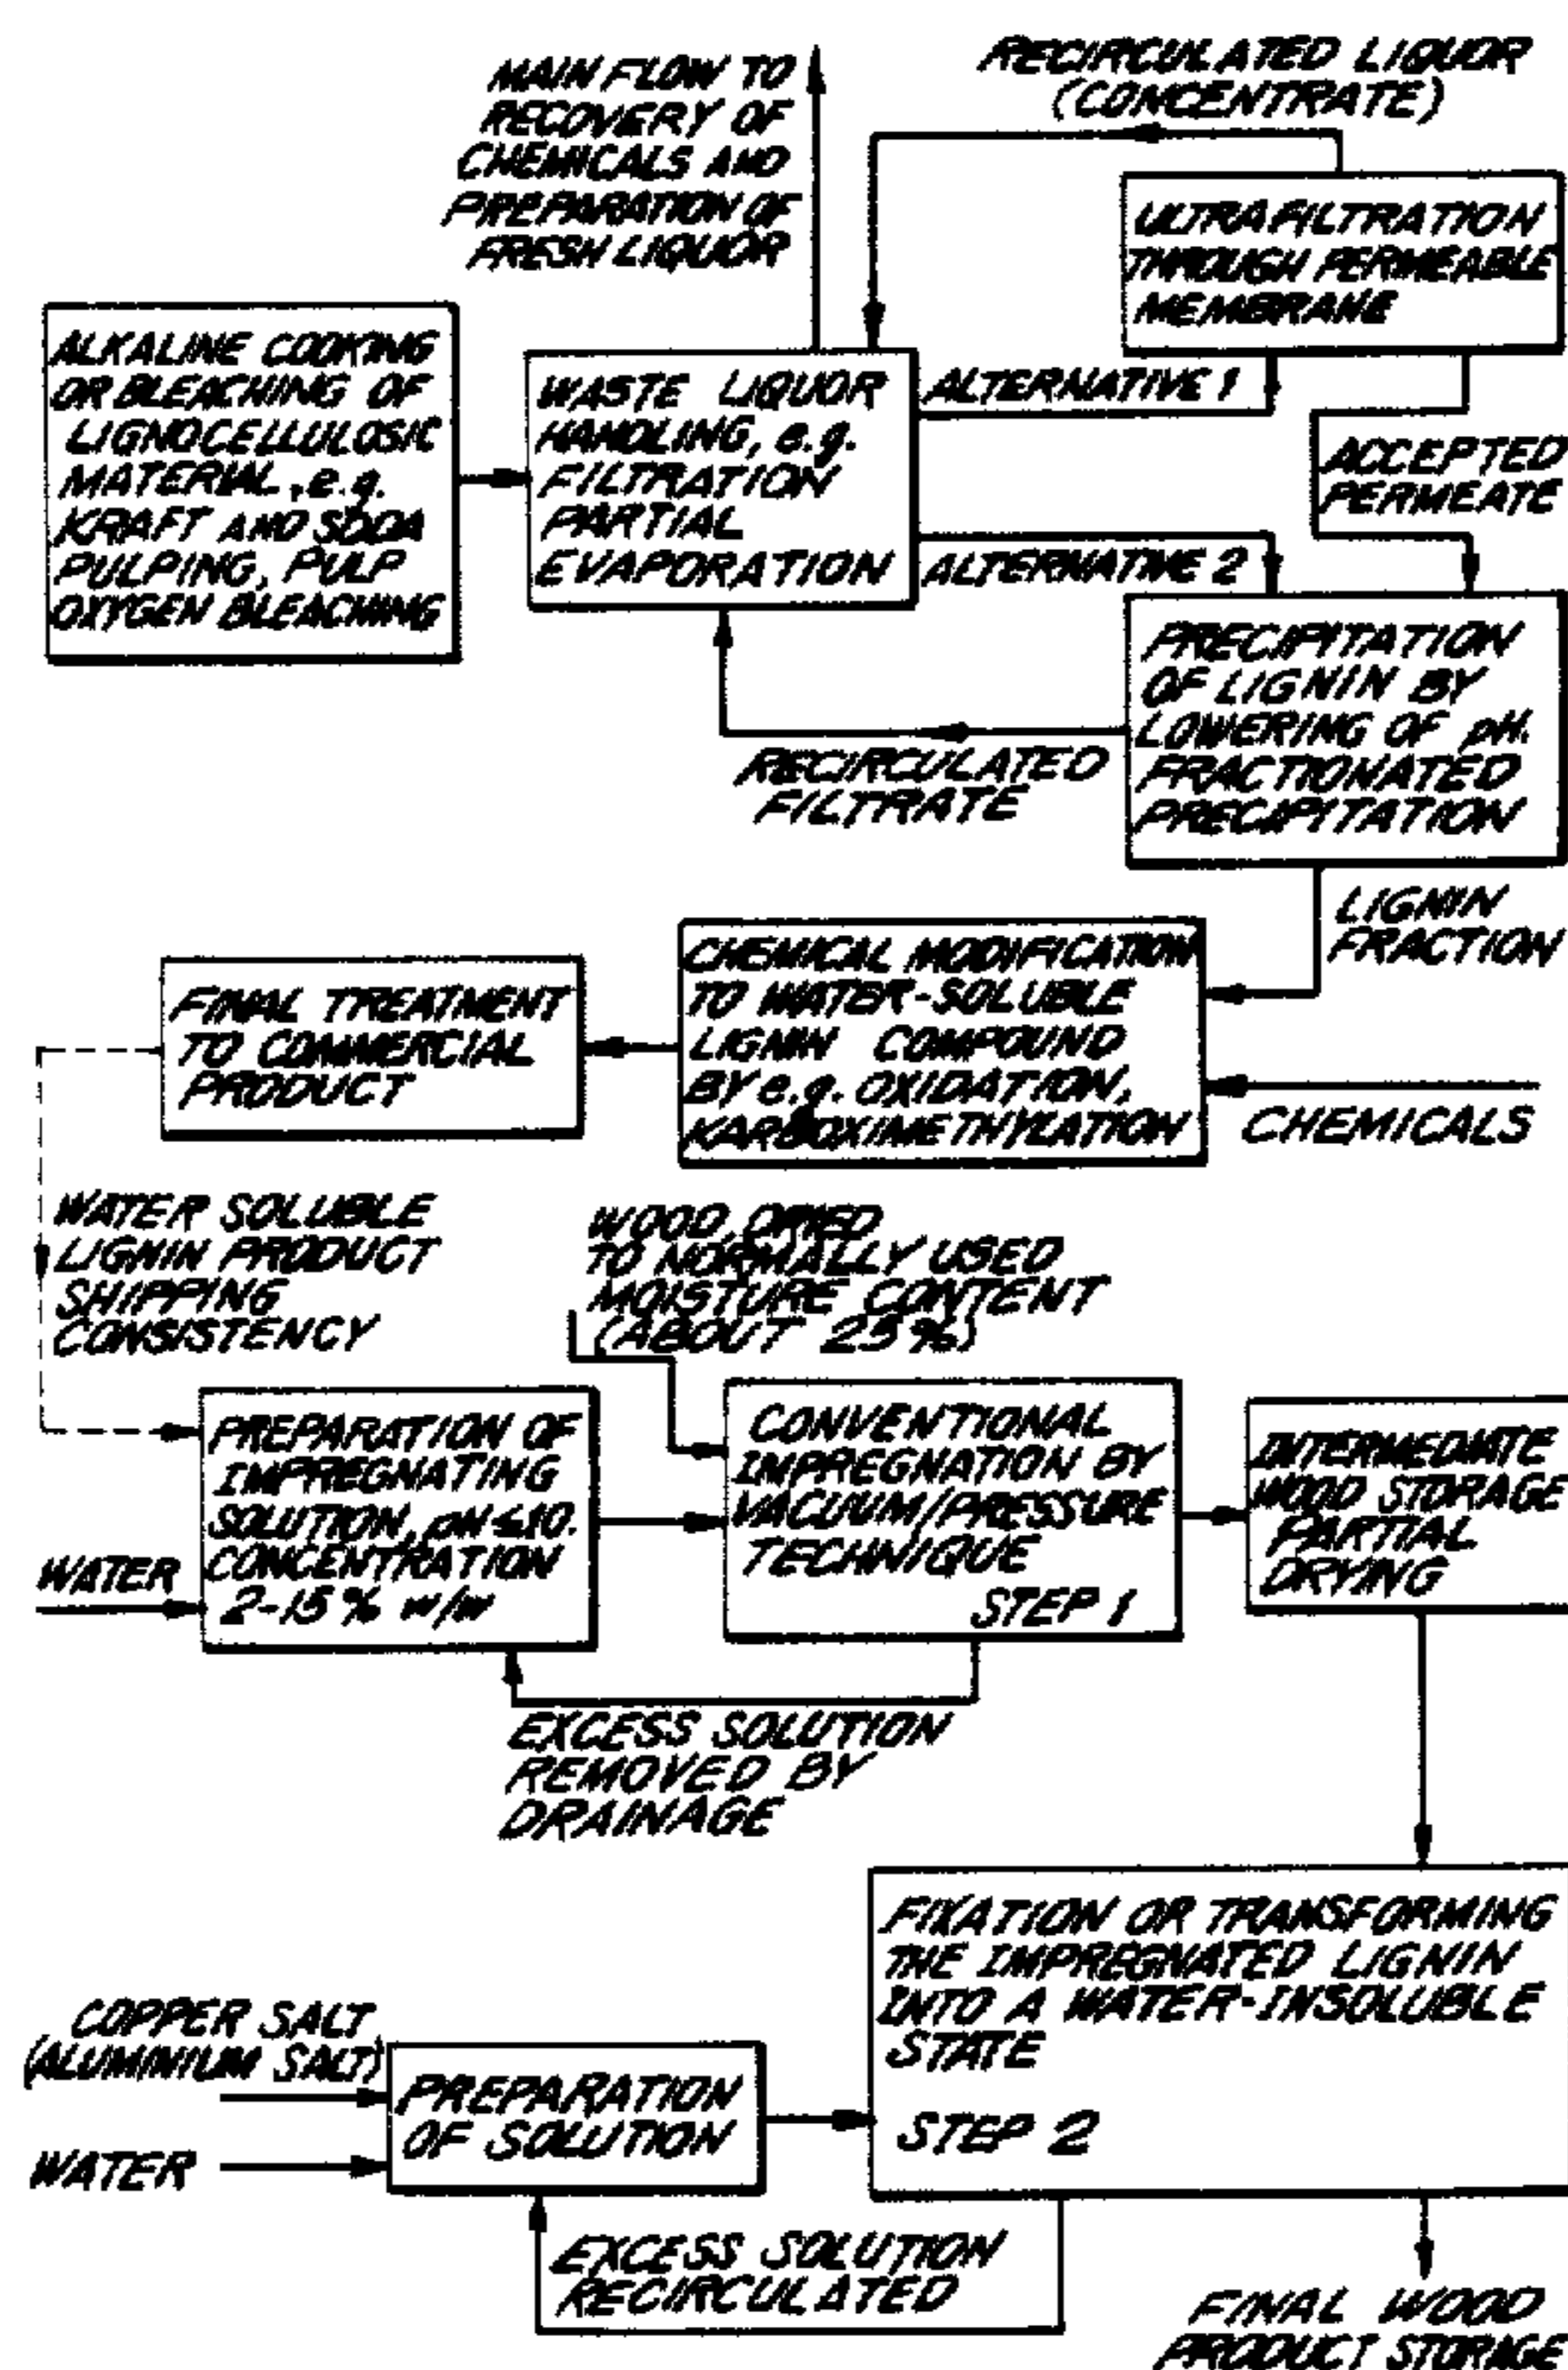 MAIN FLOW TO
RECOVERY OF
CHEMICALS AND
PREPARATION OF
FRESH LIQUOR
RECIRCULATED LIQUOR
(CONCENTRATE)
ULTRAFILTRATION
THROUGH PERMEABLE
MEMBRANE
ALKALINE COOKING
OR BLEACHING OF
LIGNOCELLULOSIC
MATERIAL, e.g.
KRAFT AND SODA
PULPING, PULP
OXYGEN BLEACHING
WASTE LIQUOR
HANDLING, e.g.
FILTRATION
PARTIAL
EVAPORATION
ALTERNATIVE 1
ALTERNATIVE 2
ACCEPTED
PERMEATE
PRECIPITATION
OF LIGNIN BY
LOWERING OF pH.
FRACTIONATED
PRECIPITATION
RECIRCULATED
FILTRATE
LIGNIN
FRACTION
CHEMICAL MODIFICATION
TO WATER-SOLUBLE
LIGNIN COMPOUND
BY e.g. OXIDATION,
KARBOXIMETHYLATION
CHEMICALS
FINAL TREATMENT
TO COMMERCIAL
PRODUCT
WATER SOLUBLE
LIGNIN PRODUCT
SHIPPING
CONSISTENCY
WOOD, DRIED
TO NORMALLY USED
MOISTURE CONTENT
(ABOUT 25%)
PREPARATION OF
IMPREGNATING
SOLUTION, pH ≤10.
CONCENTRATION
2-15% w/w
WATER
CONVENTIONAL
IMPREGNATION BY
VACUUM/PRESSURE
TECHNIQUE
STEP 1
INTERMEDIATE
WOOD STORAGE
PARTIAL
DRYING
EXCESS SOLUTION
REMOVED BY
DRAINAGE
FIXATION OR TRANSFORMING
THE IMPREGNATED LIGNIN
INTO A WATER-INSOLUBLE
STATE
STEP 2
COPPER SALT
(ALUMINIUM SALT)
WATER
PREPARATION
OF SOLUTION
EXCESS SOLUTION
RECIRCULATED
FINAL WOOD
PRODUCT STORAGE